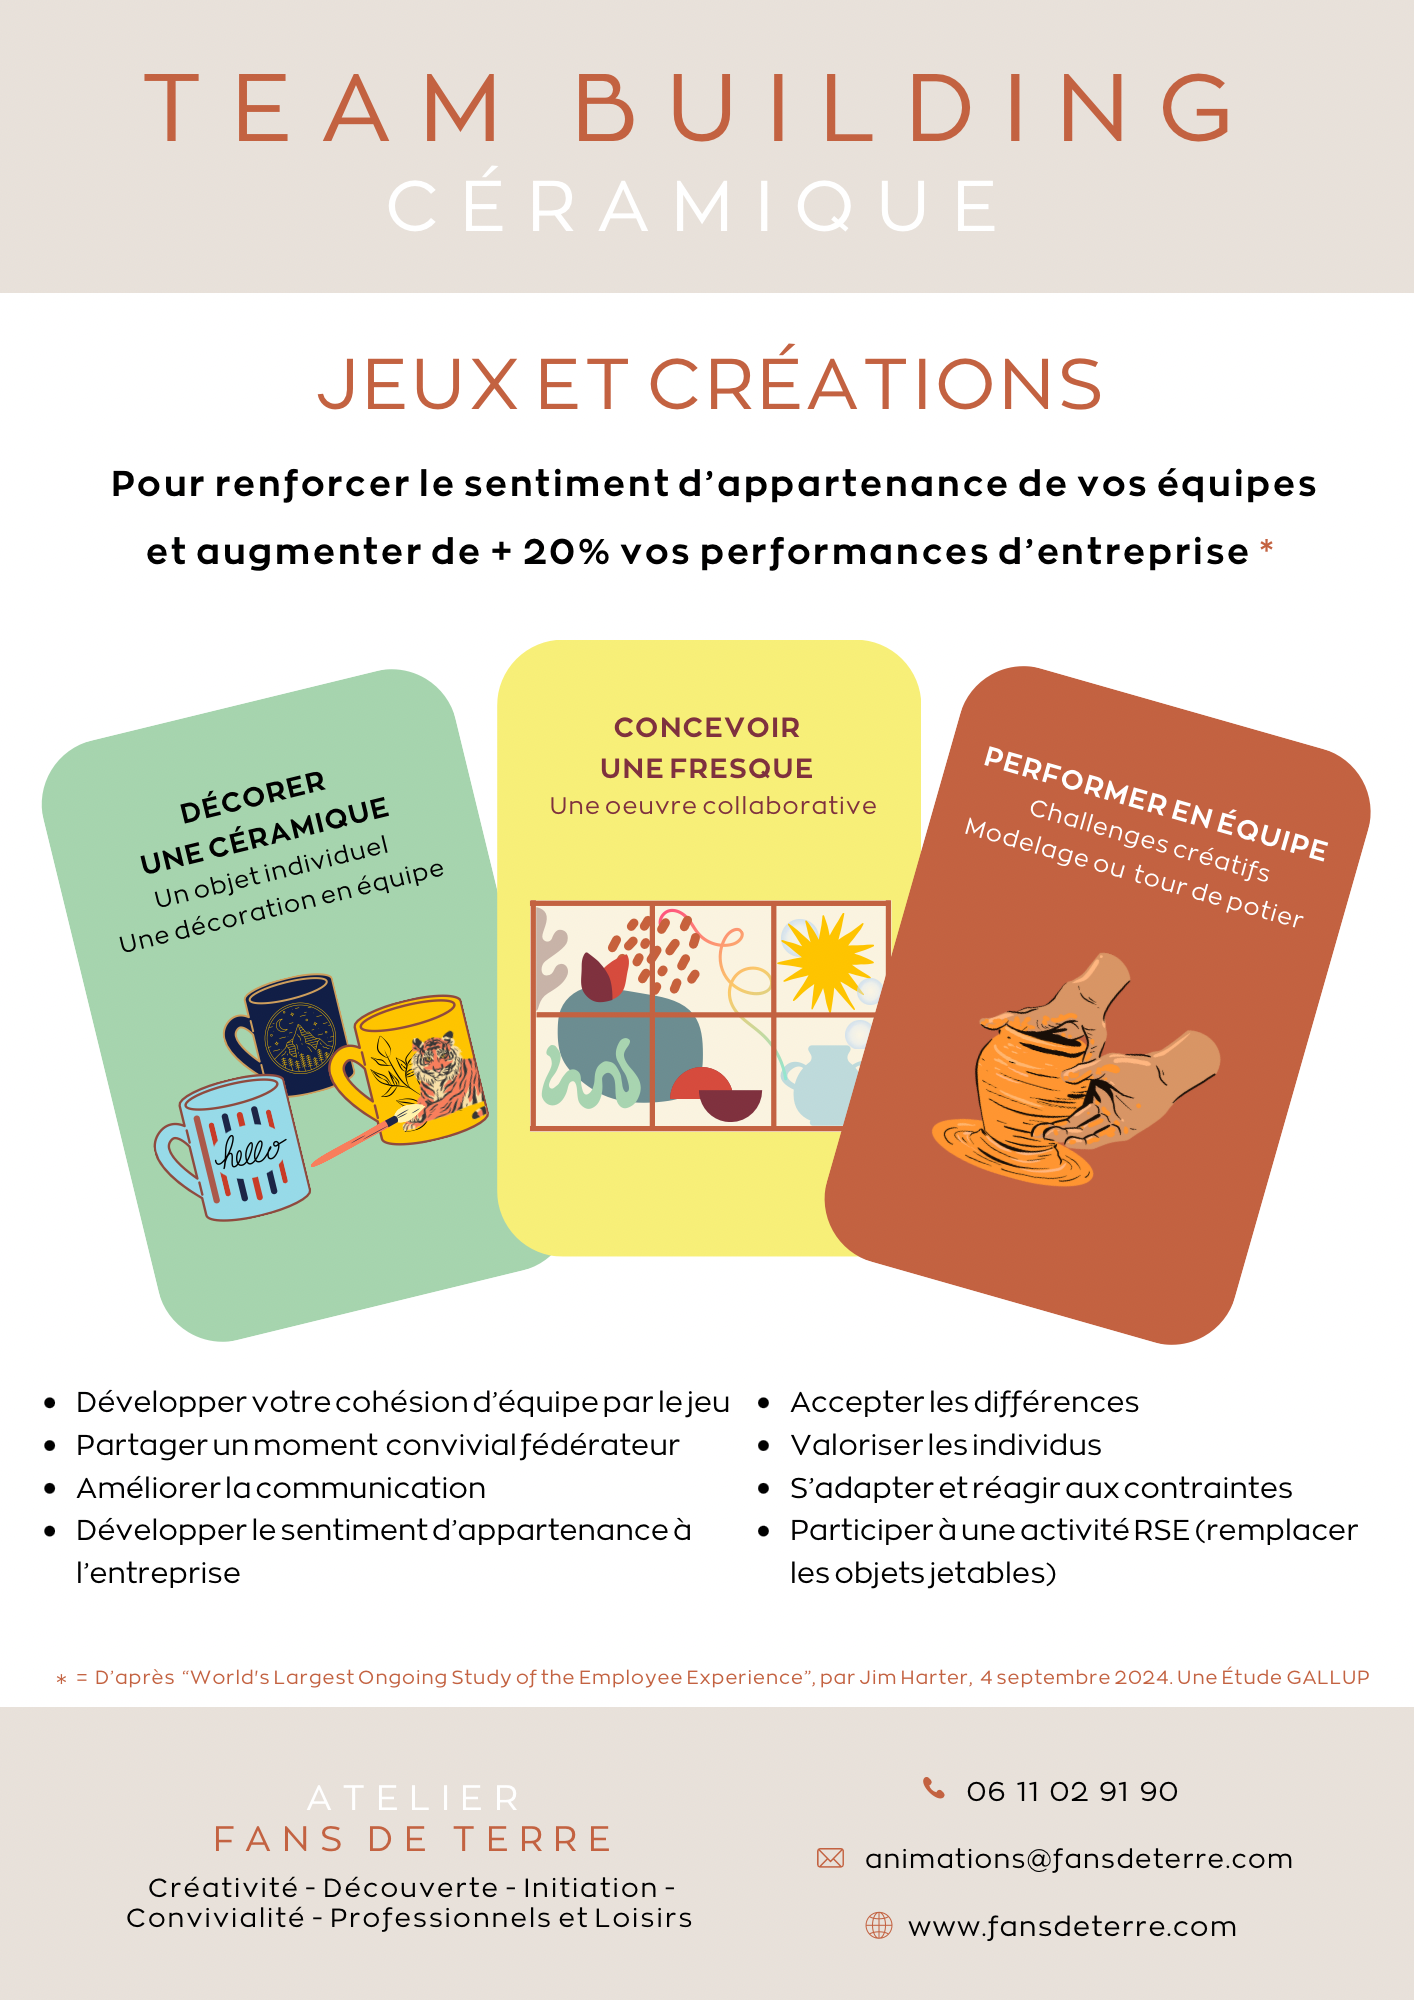 TEAM BUILDING
CÉRAMIQUE
JEUX ET CRÉATIONS
Pour renforcer le sentiment d’appartenance de vos équipes
et augmenter de + 20% vos performances d’entreprise *
DÉCORER
UNE CÉRAMIQUE
Un objet individuel
Une décoration en équipe
hello
CONCEVOIR
UNE FRESQUE
Une oeuvre collaborative
PERFORMER EN ÉQUIPE
Challenges créatifs
Modelage ou tour de potier
• Développer votre cohésion d’équipe par le jeu
• Partager un moment convivial fédérateur
• Améliorer la communication
• Développer le sentiment d’appartenance à
l’entreprise
• Accepter les différences
• Valoriser les individus
• S’adapter et réagir aux contraintes
• Participer à une activité RSE (remplacer
les objets jetables)
* = D’après “World's Largest Ongoing Study of the Employee Experience”, par Jim Harter, 4 septembre 2024. Une Étude GALLUP
ATELIER
FANS DE TERRE
Créativité - Découverte - Initiation -
Convivialité - Professionnels et Loisirs
06 11 02 91 90
animations@fansdeterre.com
www.fansdeterre.com